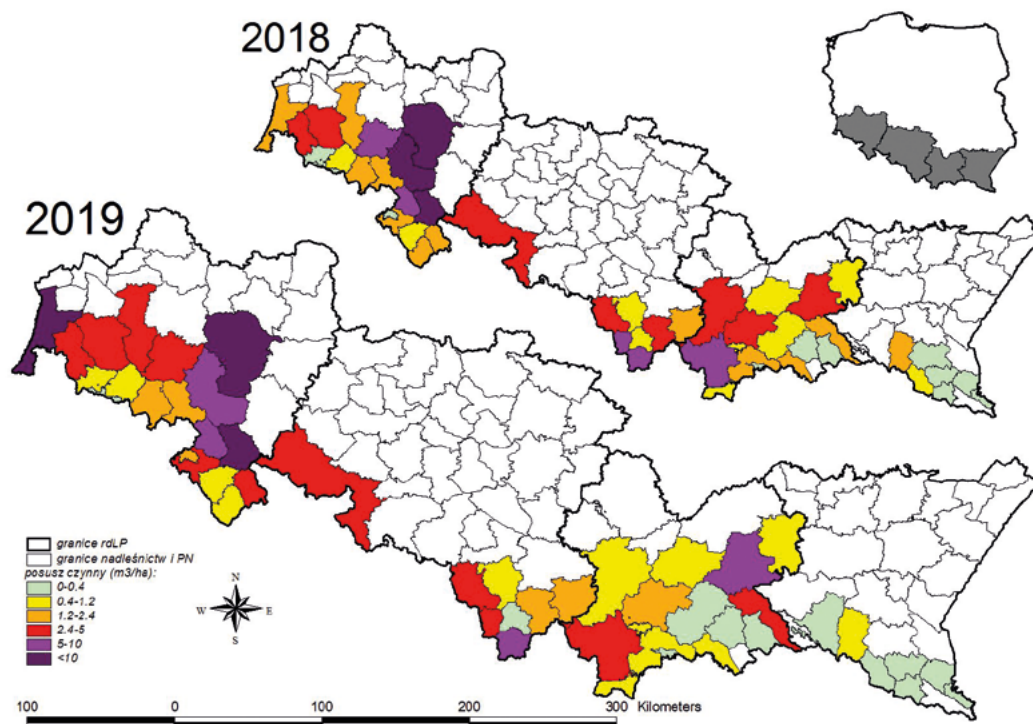 2018
2019
granice rdLP
granice nadleśnictw i PN
posusz czynny (m3/ha):
0-0.4
0.4-1.2
1.2-2.4
2.4-5
5-10
<10
N
W E
S
100 0 100 200 300 Kilometers